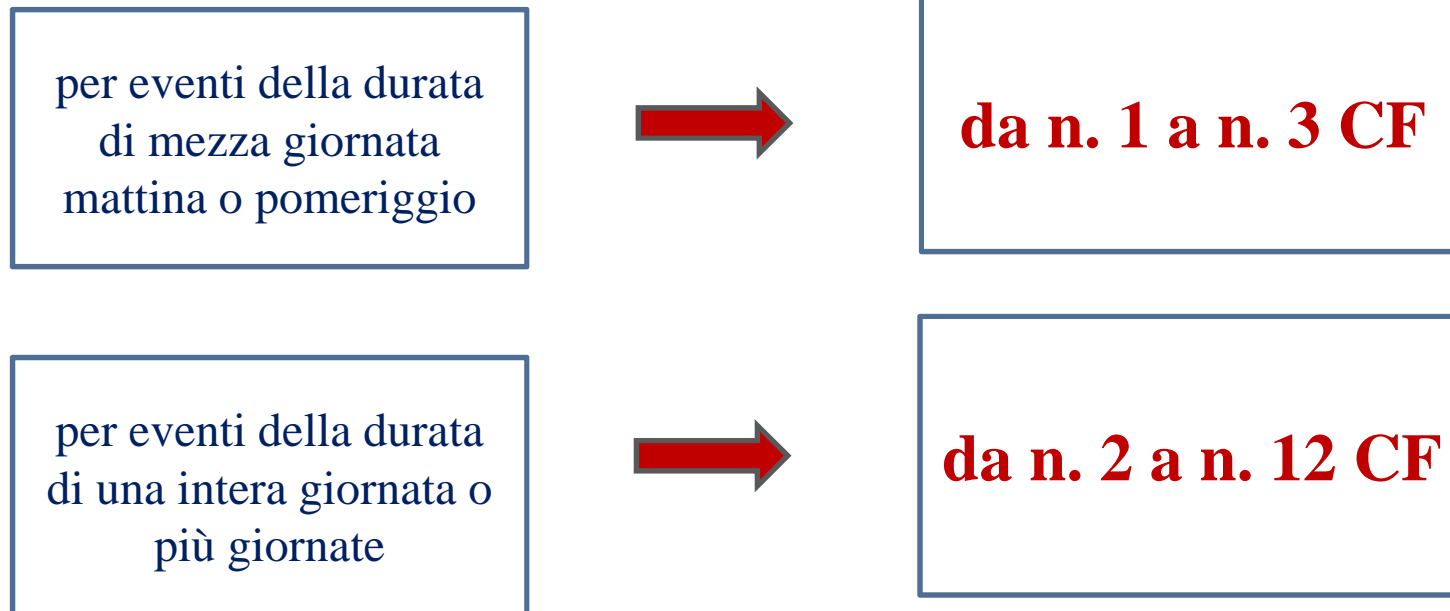 per eventi della durata
di mezza giornata
mattina o pomeriggio
da n. 1 a n. 3 CF
per eventi della durata
di una intera giornata o
più giornate
da n. 2 a n. 12 CF